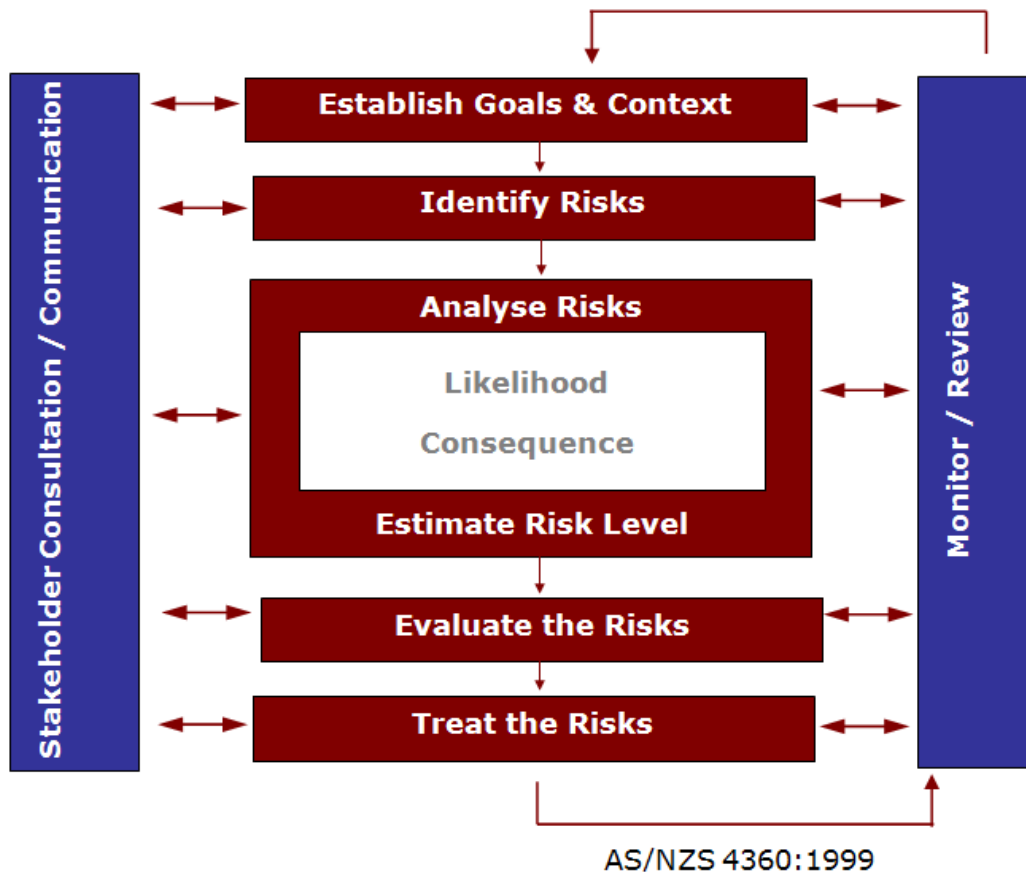 Stakeholder Consultation / Communication
Establish Goals & Context
Identify Risks
Analyse Risks
Likelihood
Consequence
Estimate Risk Level
Evaluate the Risks
Treat the Risks
Monitor / Review
AS/NZS 4360:1999